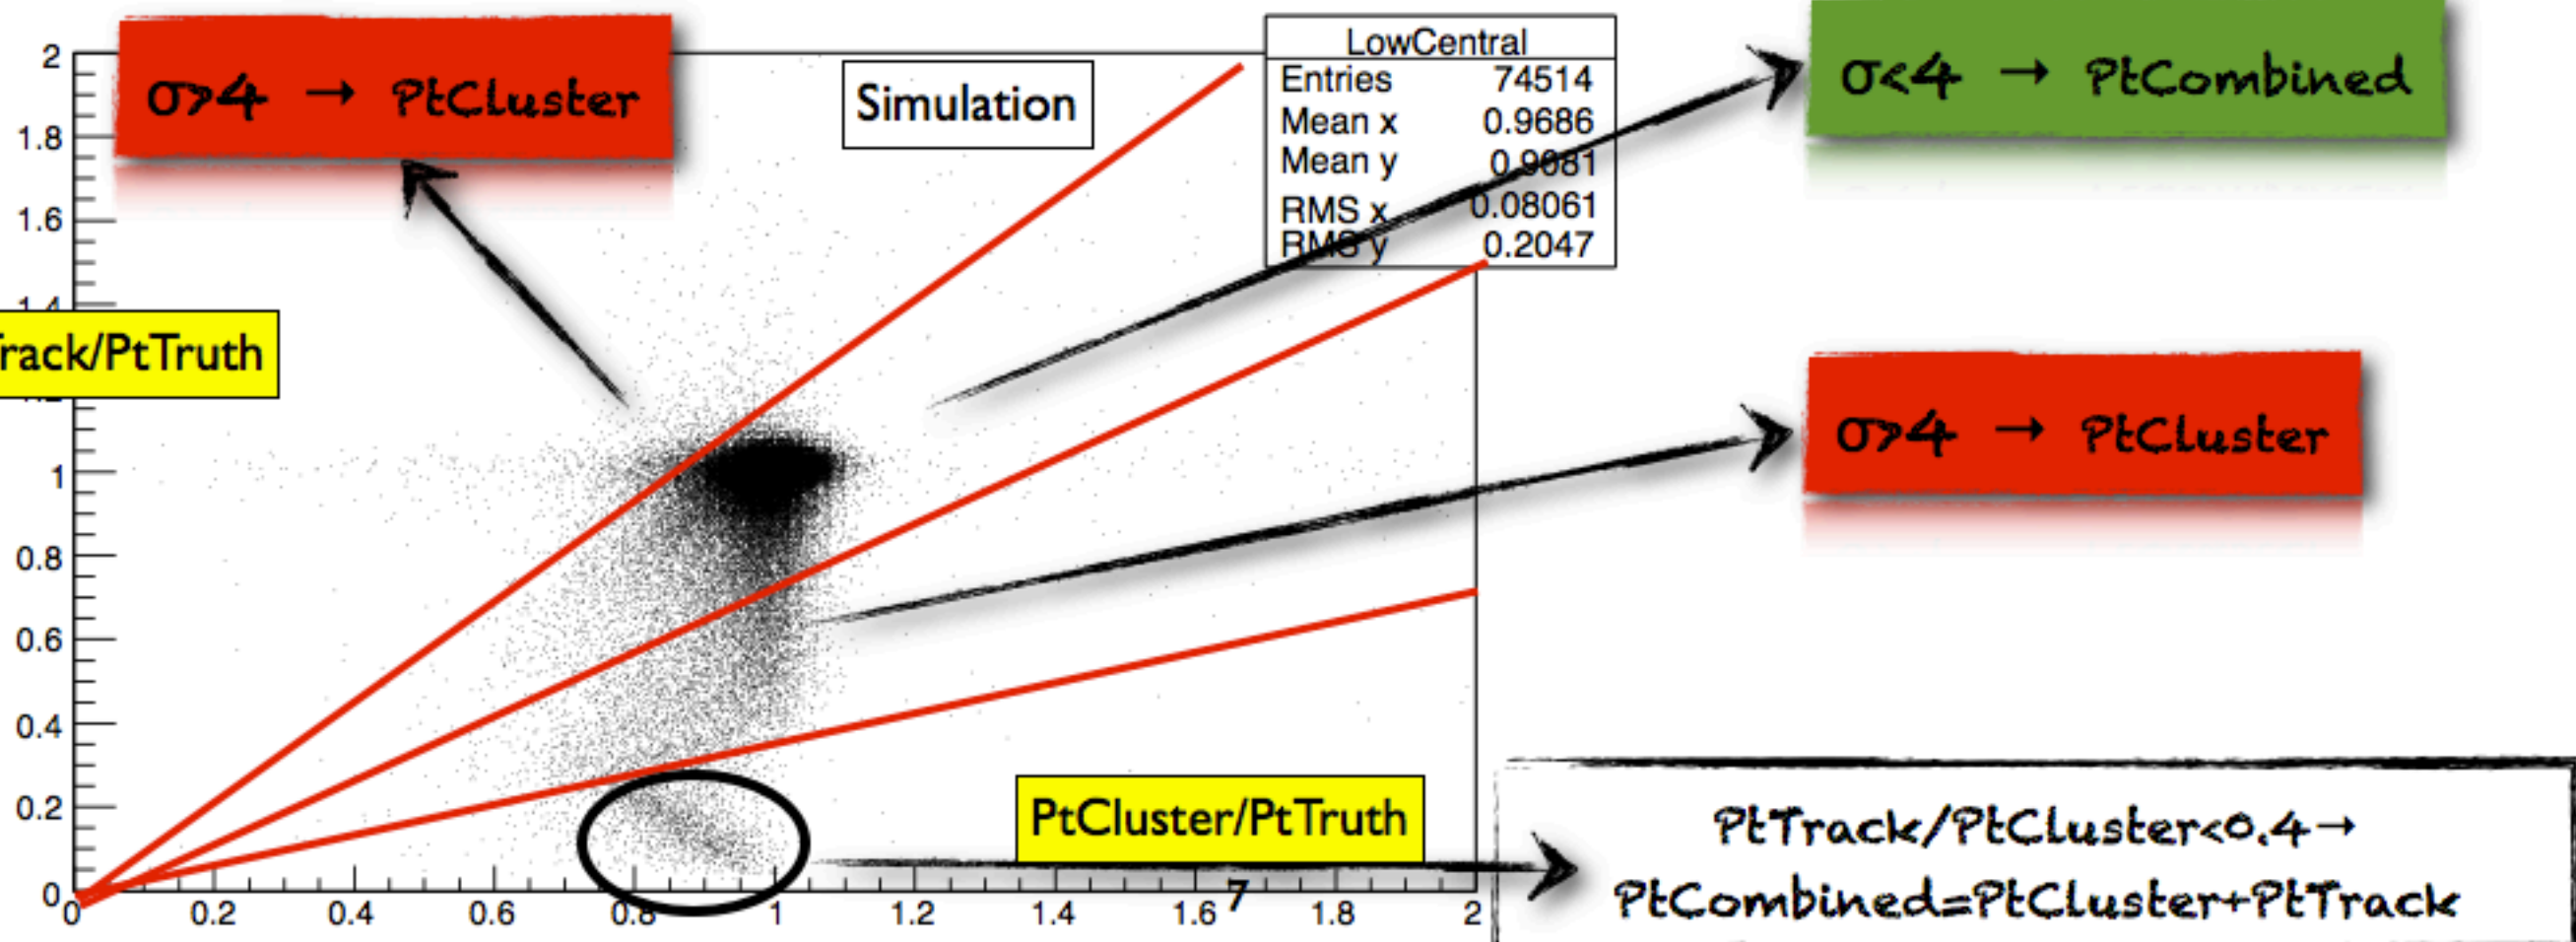 σ>4 → PtCluster
Simulation
LowCentral
Entries 74514
Mean x 0.9686
Mean y 0.9081
RMS x 0.08061
RMS y 0.2047
σ<4 → PtCombined
rack/PtTruth
σ>4 → PtCluster
PtCluster/PtTruth
PtTrack/PtCluster<0.4→
PtCombined=PtCluster+PtTrack
2
1.8
1.6
1.4
1
0.8
0.6
0.4
0.2
0
0 0.2 0.4 0.6 0.8 1 1.2 1.4 1.6 7 1.8 2